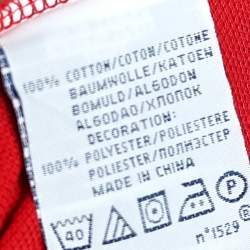 100% COTTON/COTON/COTONE
BAUMWOLLE/KATOEN
BOMULD/ALGODON
ALGODAO/ХЛОПОК
DECORATION:
100% POLYESTER/POLIESTERE
POLIESTER/ПОЛИЭСТЕР
MADE IN CHINA
40
n°1529